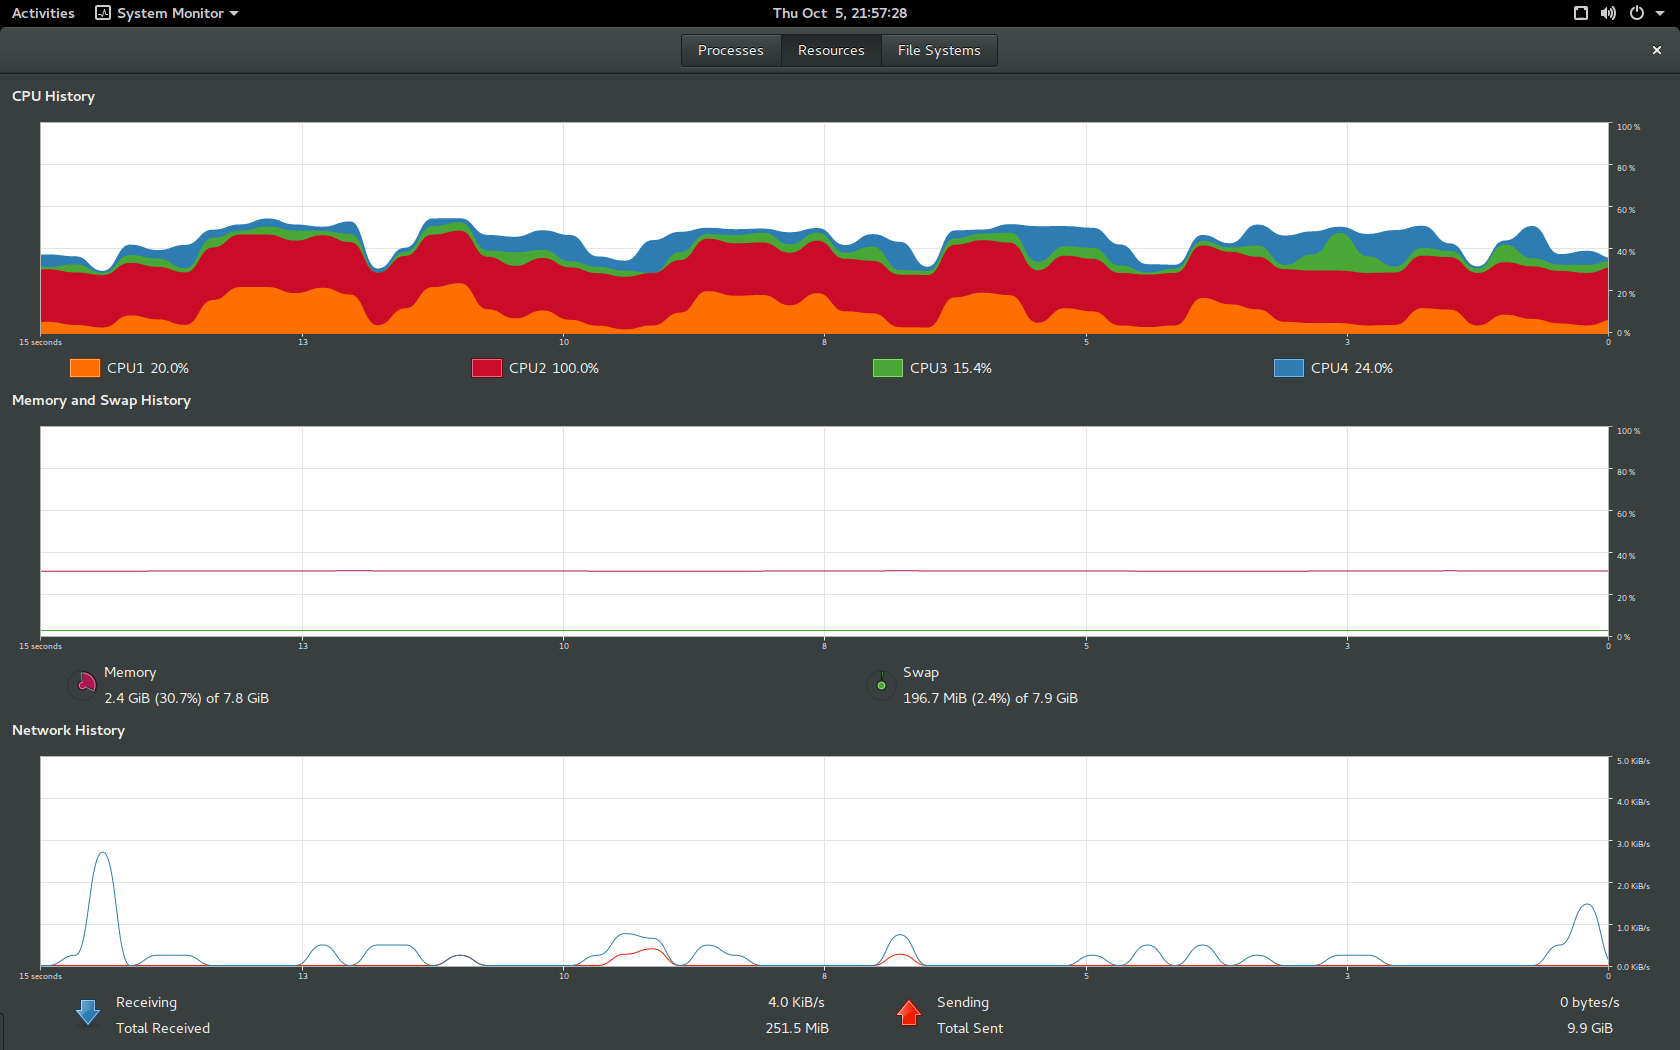 Activities System Monitor Thu Oct 5, 21:57:28
Processes Resources File Systems
CPU History
100 %
80 %
60 %
40 %
20 %
0 %
15 seconds 13 10 8 5 3 0
CPU1 20.0% CPU2 100.0% CPU3 15.4% CPU4 24.0%
Memory and Swap History
100 %
80 %
60 %
40 %
20 %
0 %
15 seconds 13 10 8 5 3 0
Memory Swap
2.4 GiB (30.7%) of 7.8 GiB 196.7 MiB (2.4%) of 7.9 GiB
Network History
5.0 KiB/s
4.0 KiB/s
3.0 KiB/s
2.0 KiB/s
1.0 KiB/s
0.0 KiB/s
15 seconds 13 10 8 5 3 0
Receiving 4.0 KiB/s Sending 0 bytes/s
Total Received 251.5 MiB Total Sent 9.9 GiB